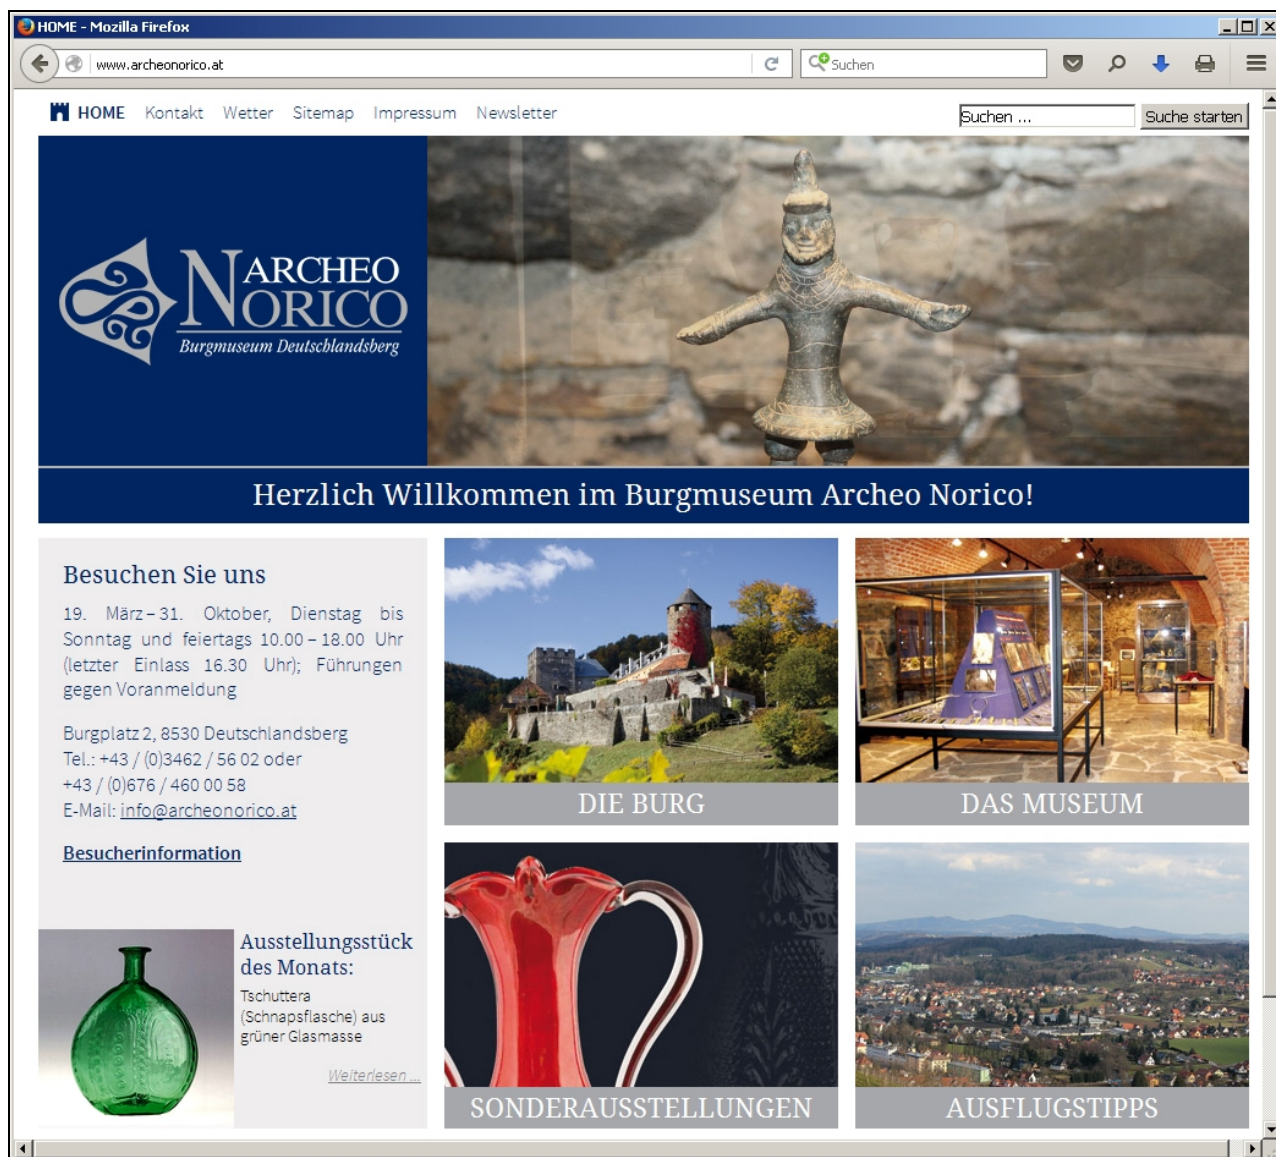 HOME - Mozilla Firefox
www.archeonorico.at
Suchen
HOME Kontakt Wetter Sitemap Impressum Newsletter
Suchen ... Suche starten
ARCHEO
NORICO
Burgmuseum Deutschlandsberg
Herzlich Willkommen im Burgmuseum Archeo Norico!
Besuchen Sie uns
19. März – 31. Oktober, Dienstag bis
Sonntag und feiertags 10.00 – 18.00 Uhr
(letzter Einlass 16.30 Uhr); Führungen
gegen Voranmeldung
Burgplatz 2, 8530 Deutschlandsberg
Tel.: +43 / (0)3462 / 56 02 oder
+43 / (0)676 / 460 00 58
E-Mail: info@archeonorico.at
Besucherinformation
Ausstellungsstück
des Monats:
Tschuttera
(Schnapsflasche) aus
grüner Glasmasse
Weiterlesen ...
DIE BURG
DAS MUSEUM
SONDERAUSSTELLUNGEN
AUSFLUGSTIPPS